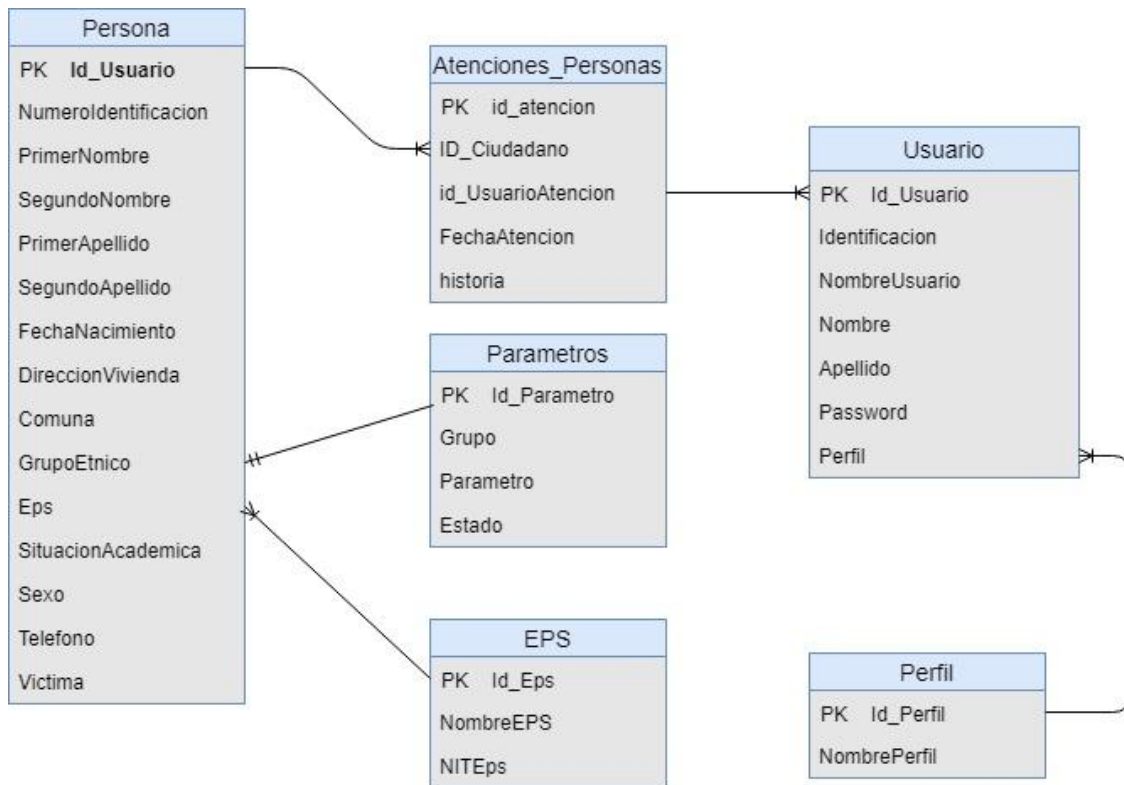 Persona
PK Id_Usuario
NumeroIdentificacion
PrimerNombre
SegundoNombre
PrimerApellido
SegundoApellido
FechaNacimiento
DireccionVivienda
Comuna
GrupoEtnico
Eps
SituacionAcademica
Sexo
Telefono
Victima
Atenciones_Personas
PK id_atencion
ID_Ciudadano
id_UsuarioAtencion
FechaAtencion
historia
Parametros
PK Id_Parametro
Grupo
Parametro
Estado
EPS
PK Id_Eps
NombreEPS
NITEps
Usuario
PK Id_Usuario
Identificacion
NombreUsuario
Nombre
Apellido
Password
Perfil
Perfil
PK Id_Perfil
NombrePerfil